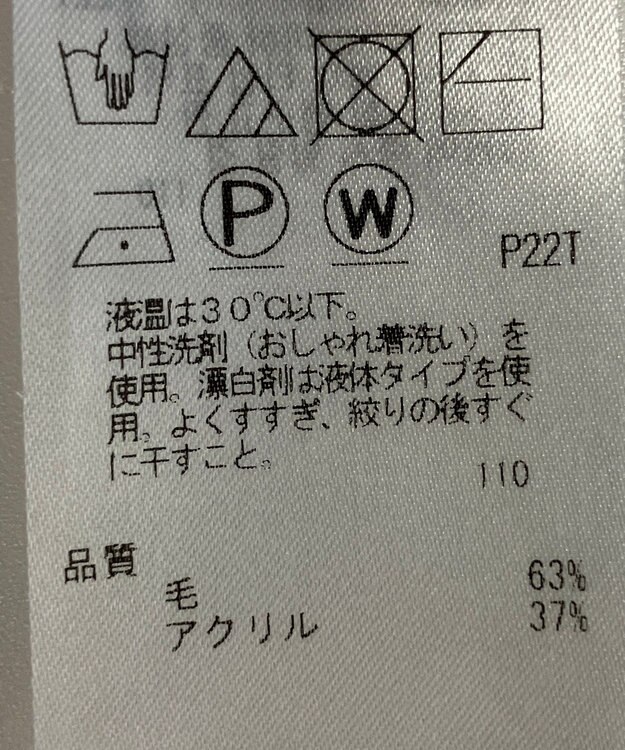 P
W
P22T
液温は30℃以下。
中性洗剤（おしゃれ着洗い）を
使用。漂白剤は液体タイプを使
用。よくすすぎ、絞りの後すぐ
に干すこと。
110
品質
毛 63%
アクリル 37%